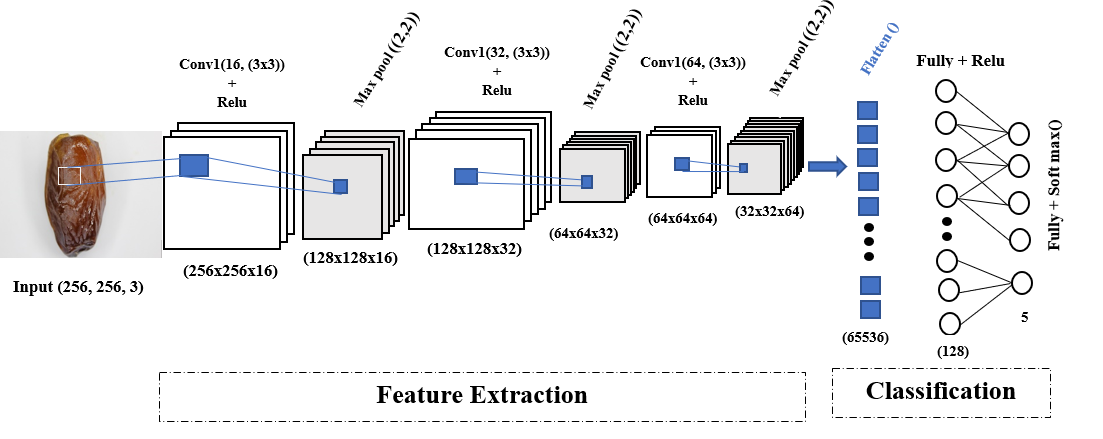 Conv1(16, (3x3))
+
Relu
Max pool ((2,2))
Conv1(32, (3x3))
+
Relu
Max pool ((2,2))
Conv1(64, (3x3))
+
Relu
Max pool ((2,2))
Flatten ()
Fully + Relu
Fully + Soft max()
Input (256, 256, 3)
(256x256x16)
(128x128x16)
(128x128x32)
(64x64x32)
(64x64x64)
(32x32x64)
(65536)
(128)
5
Feature Extraction
Classification